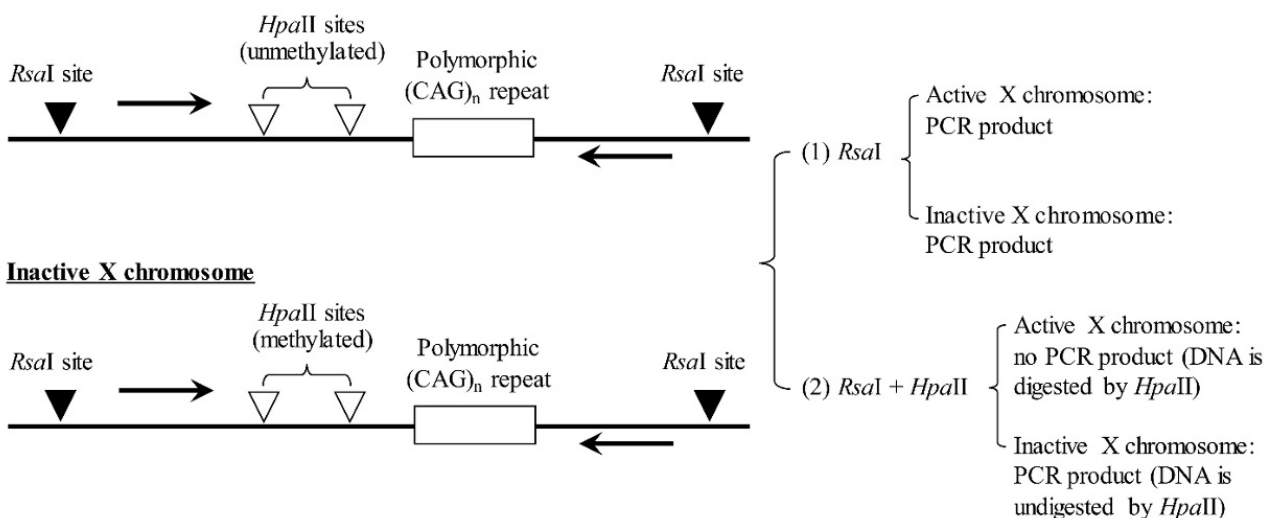 HpaII sites
(unmethylated)
RsaI site
Polymorphic
(CAG)n repeat
RsaI site
Inactive X chromosome
HpaII sites
(methylated)
RsaI site
Polymorphic
(CAG)n repeat
RsaI site
(1) RsaI
Active X chromosome:
PCR product
Inactive X chromosome:
PCR product
(2) RsaI + HpaII
Active X chromosome:
no PCR product (DNA is
digested by HpaII)
Inactive X chromosome:
PCR product (DNA is
undigested by HpaII)